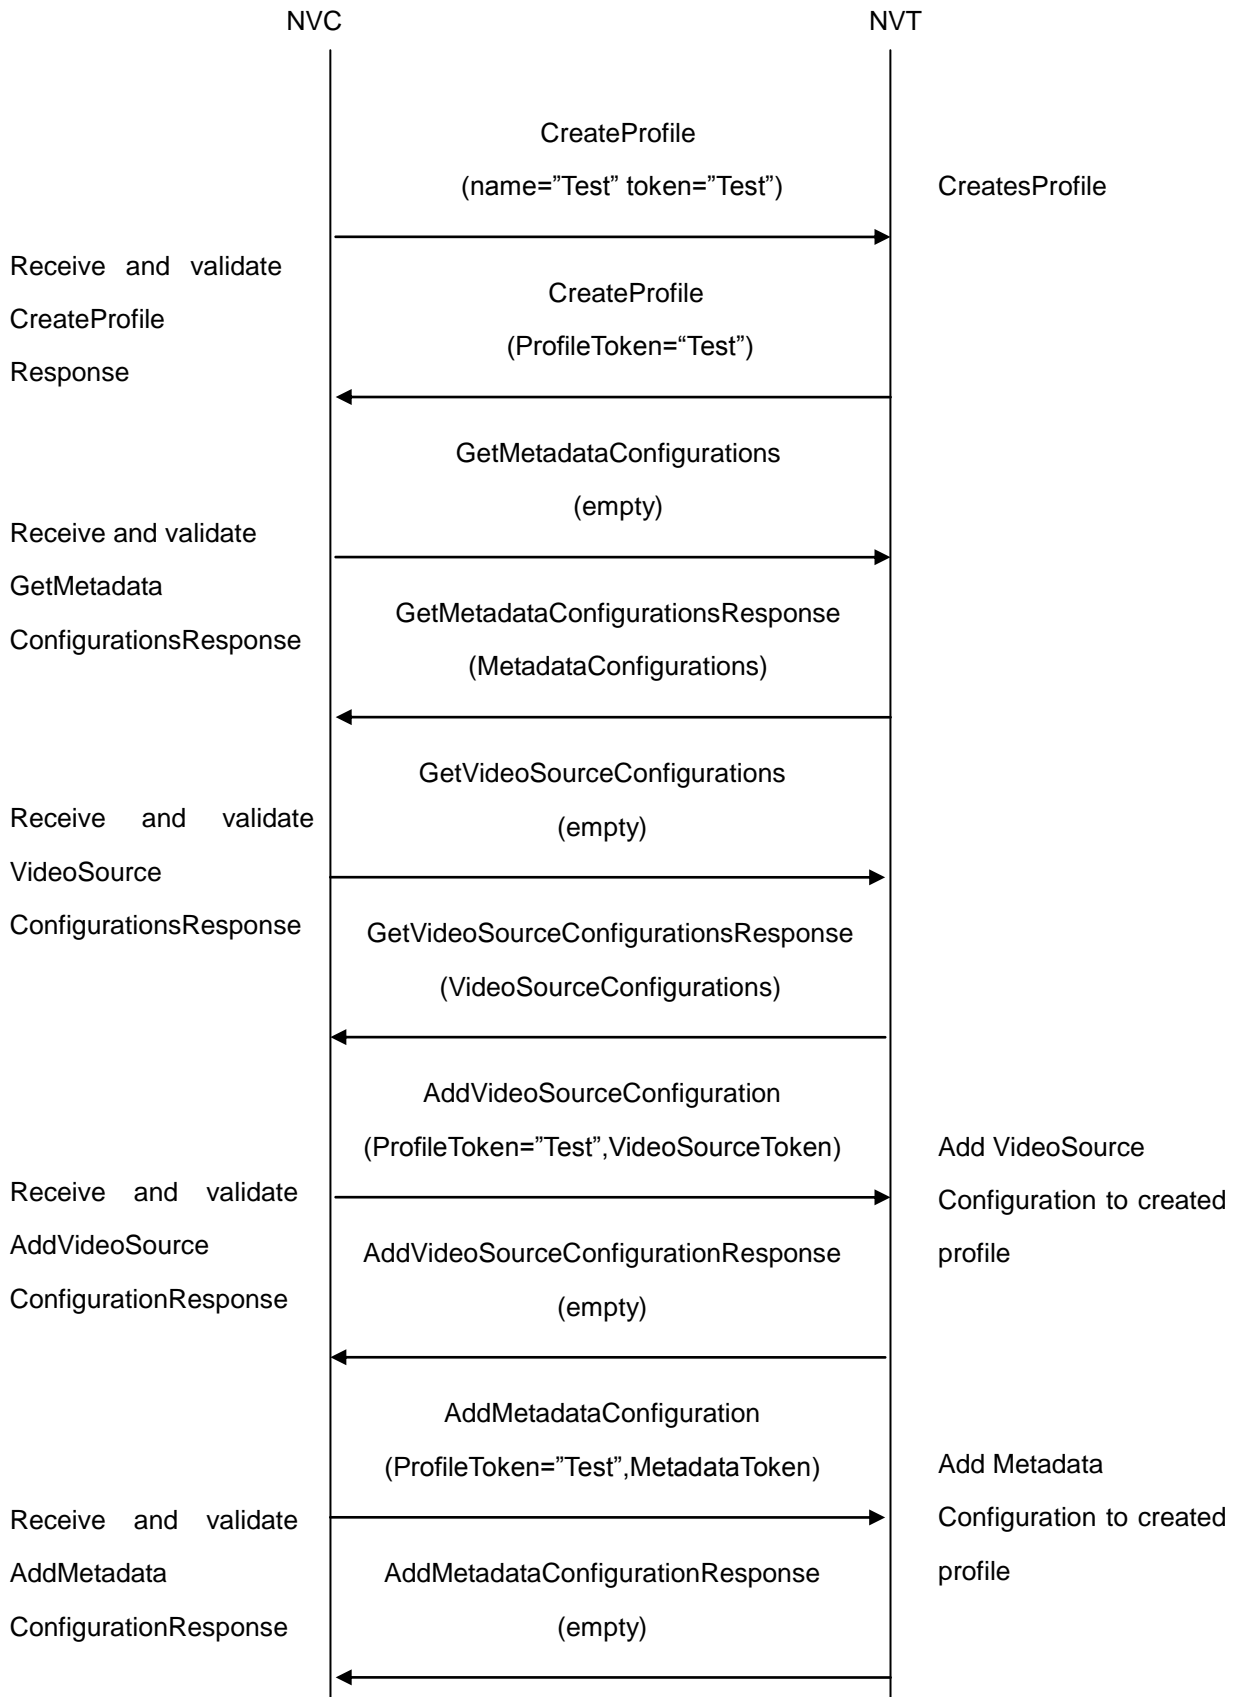 NVC
NVT
CreateProfile
(name=”Test” token=”Test”)
CreatesProfile
Receive and validate
CreateProfile
Response
CreateProfile
(ProfileToken=“Test”)
GetMetadataConfigurations
(empty)
Receive and validate
GetMetadata
ConfigurationsResponse
GetMetadataConfigurationsResponse
(MetadataConfigurations)
GetVideoSourceConfigurations
(empty)
Receive and validate
VideoSource
ConfigurationsResponse
GetVideoSourceConfigurationsResponse
(VideoSourceConfigurations)
AddVideoSourceConfiguration
(ProfileToken=”Test”,VideoSourceToken)
Add VideoSource
Configuration to created
profile
Receive and validate
AddVideoSource
ConfigurationResponse
AddVideoSourceConfigurationResponse
(empty)
AddMetadataConfiguration
(ProfileToken=”Test”,MetadataToken)
Add Metadata
Configuration to created
profile
Receive and validate
AddMetadata
ConfigurationResponse
AddMetadataConfigurationResponse
(empty)